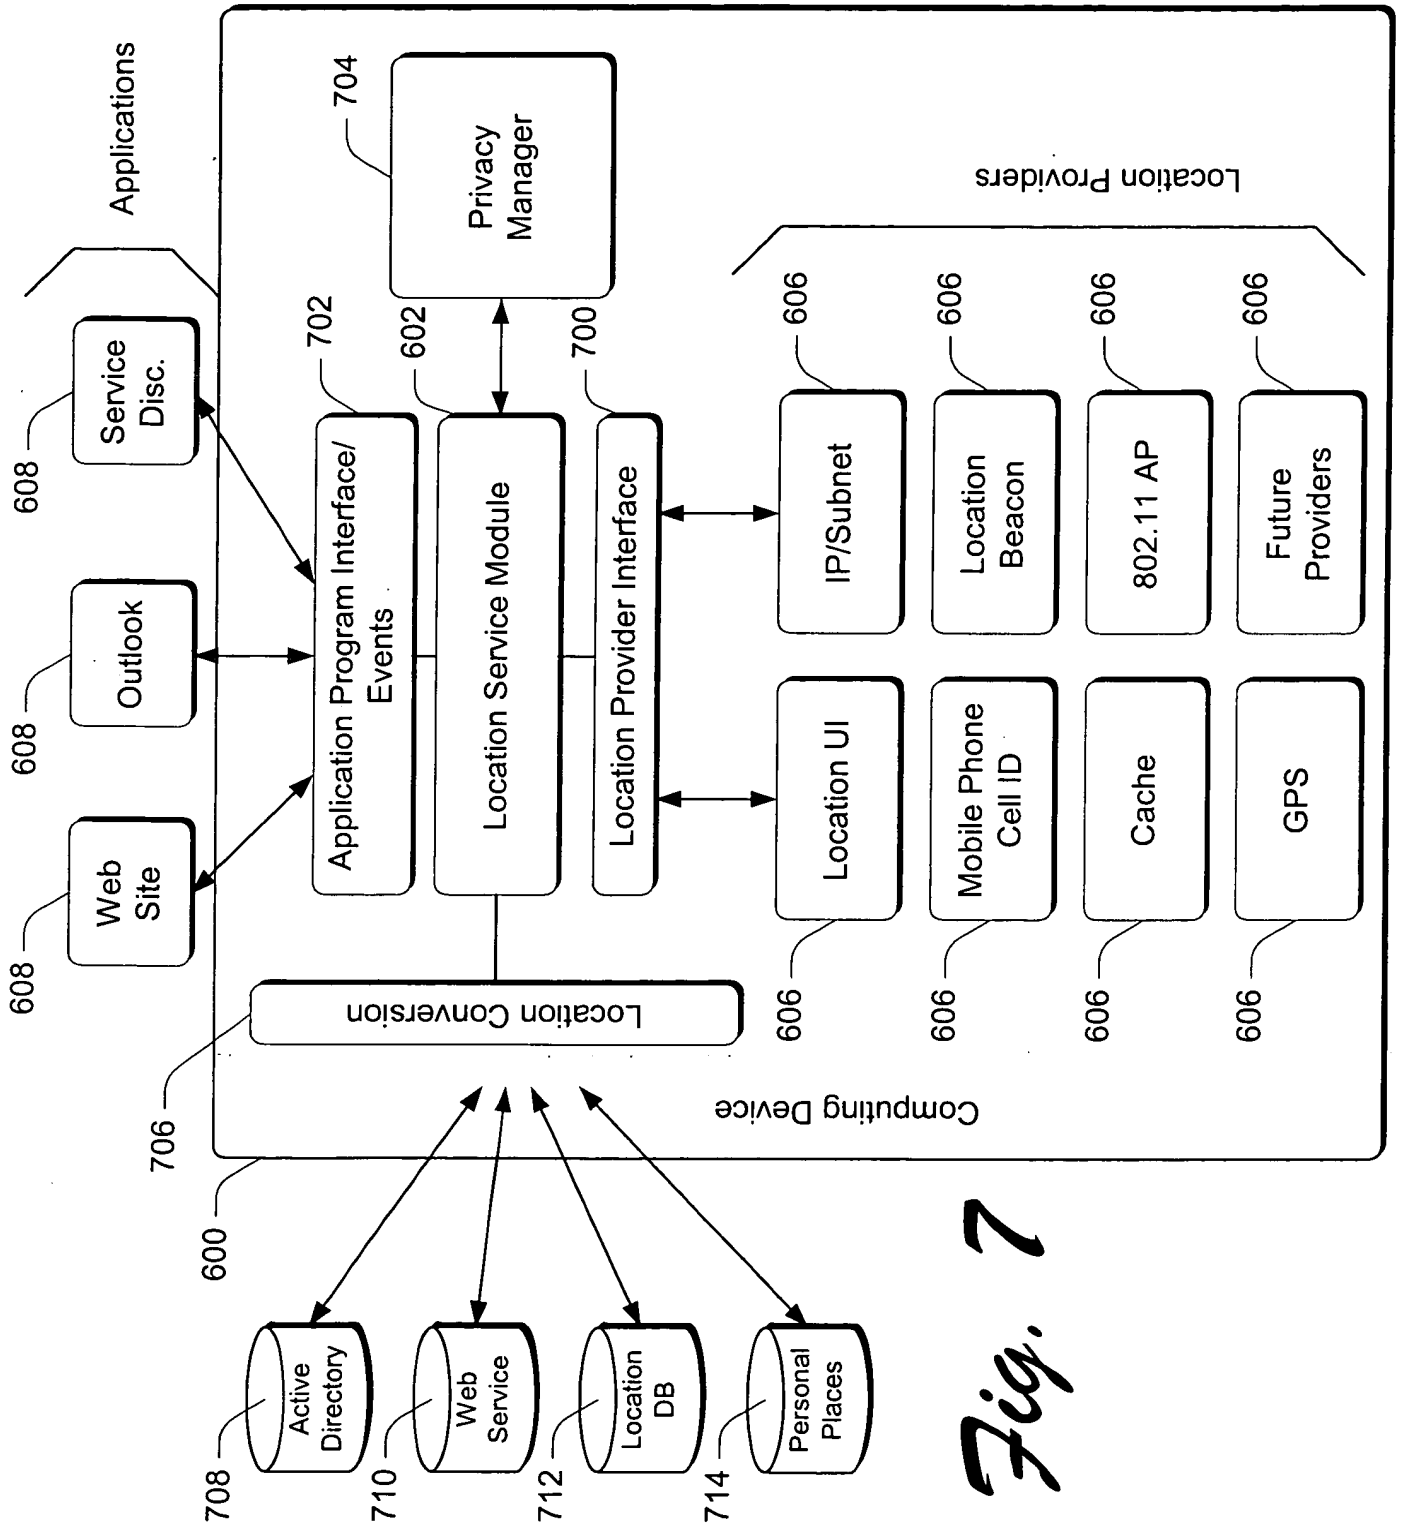 Applications
608
608
608
Web
Site
Outlook
Service
Disc.
600
706
702
704
Application Program Interface/
Events
602
Location Service Module
Privacy
Manager
700
Location Provider Interface
Location Conversion
Computing Device
708
Active
Directory
710
Web
Service
712
Location
DB
714
Personal
Places
Location Providers
606
Location UI
IP/Subnet
606
606
Mobile Phone
Cell ID
Location
Beacon
606
606
Cache
802.11 AP
606
606
GPS
Future
Providers
606
Fig. 7